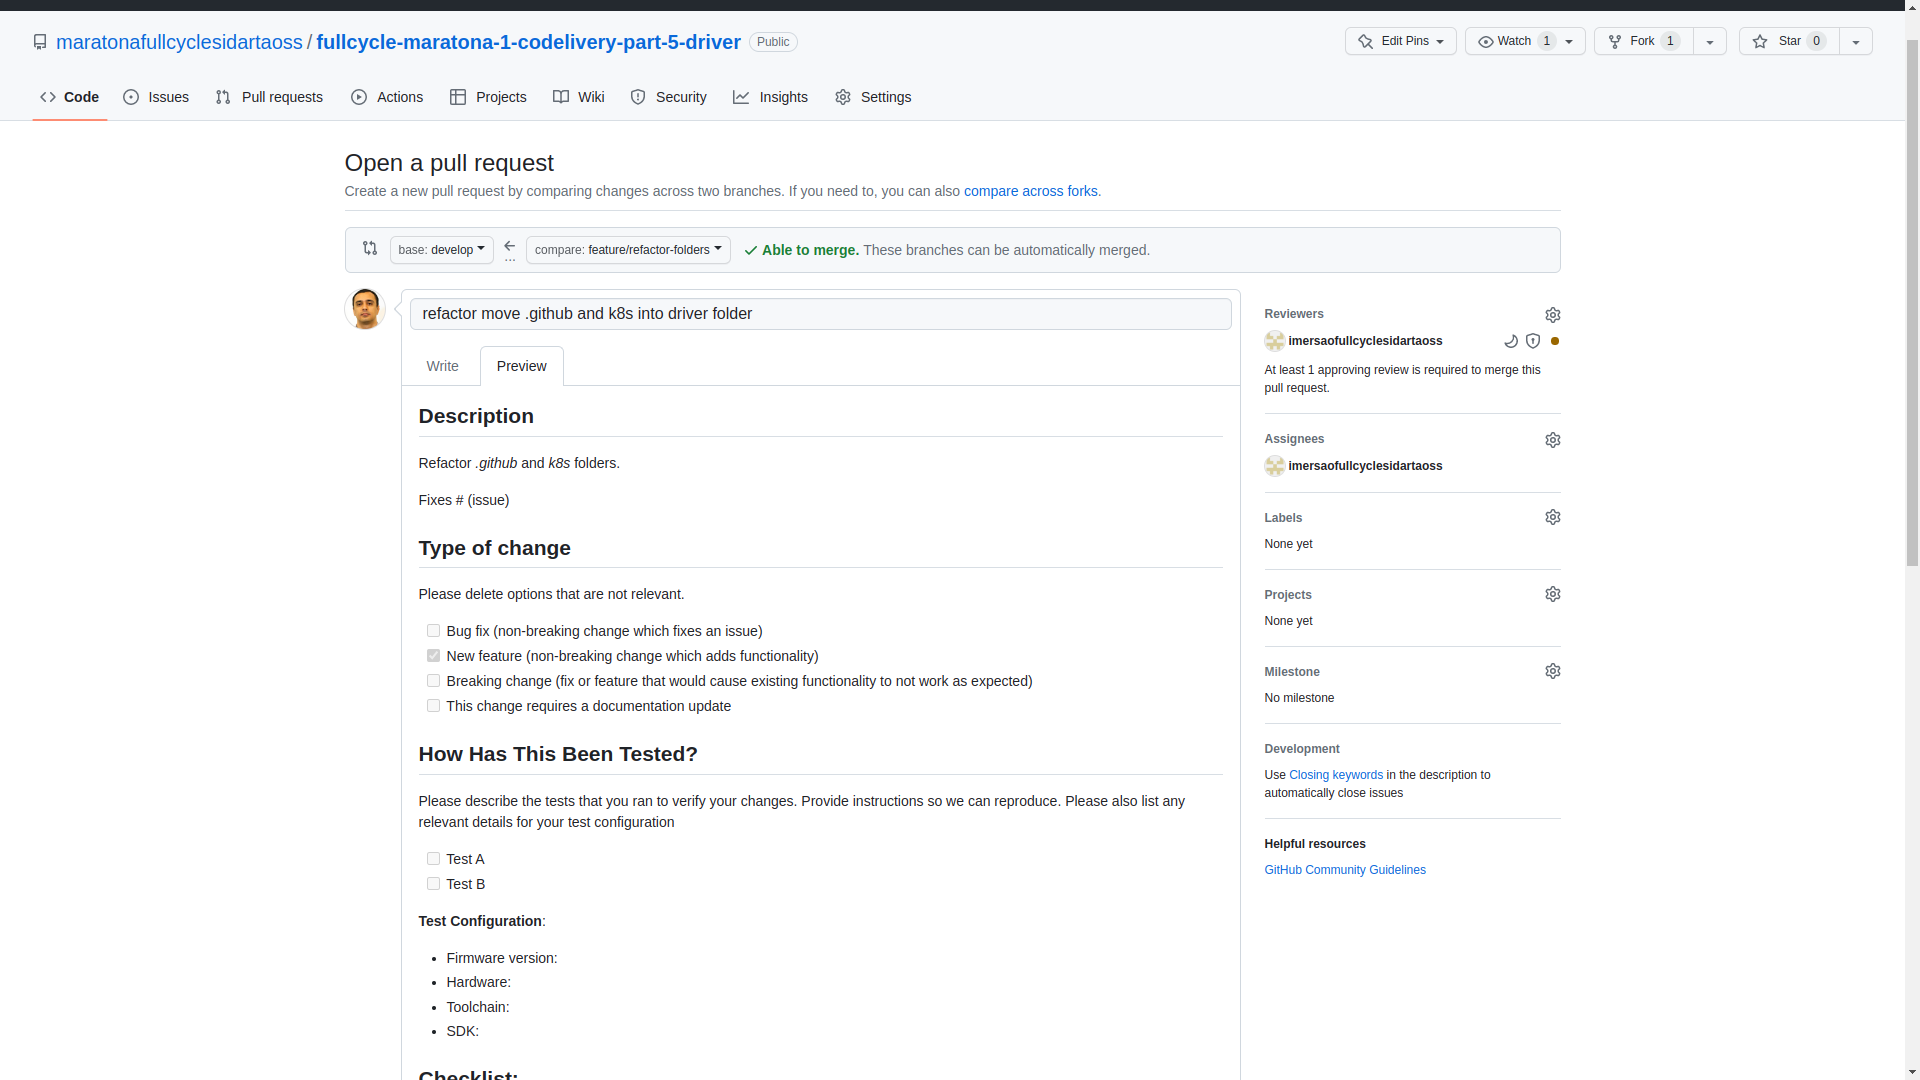 maratonafullcyclesidartaoss / fullcycle-maratona-1-codelivery-part-5-driver Public
Edit Pins Watch 1 Fork 1 Star 0
Code Issues Pull requests Actions Projects Wiki Security Insights Settings
Open a pull request
Create a new pull request by comparing changes across two branches. If you need to, you can also compare across forks.
base: develop ... compare: feature/refactor-folders Able to merge. These branches can be automatically merged.
refactor move .github and k8s into driver folder
Write Preview
Description
Refactor .github and k8s folders.
Fixes # (issue)
Type of change
Please delete options that are not relevant.
Bug fix (non-breaking change which fixes an issue)
New feature (non-breaking change which adds functionality)
Breaking change (fix or feature that would cause existing functionality to not work as expected)
This change requires a documentation update
How Has This Been Tested?
Please describe the tests that you ran to verify your changes. Provide instructions so we can reproduce. Please also list any
relevant details for your test configuration
Test A
Test B
Test Configuration:
Firmware version:
Hardware:
Toolchain:
SDK:
Checklist:
Reviewers
imersaofullcyclesidartaoss
At least 1 approving review is required to merge this
pull request.
Assignees
imersaofullcyclesidartaoss
Labels
None yet
Projects
None yet
Milestone
No milestone
Development
Use Closing keywords in the description to
automatically close issues
Helpful resources
GitHub Community Guidelines